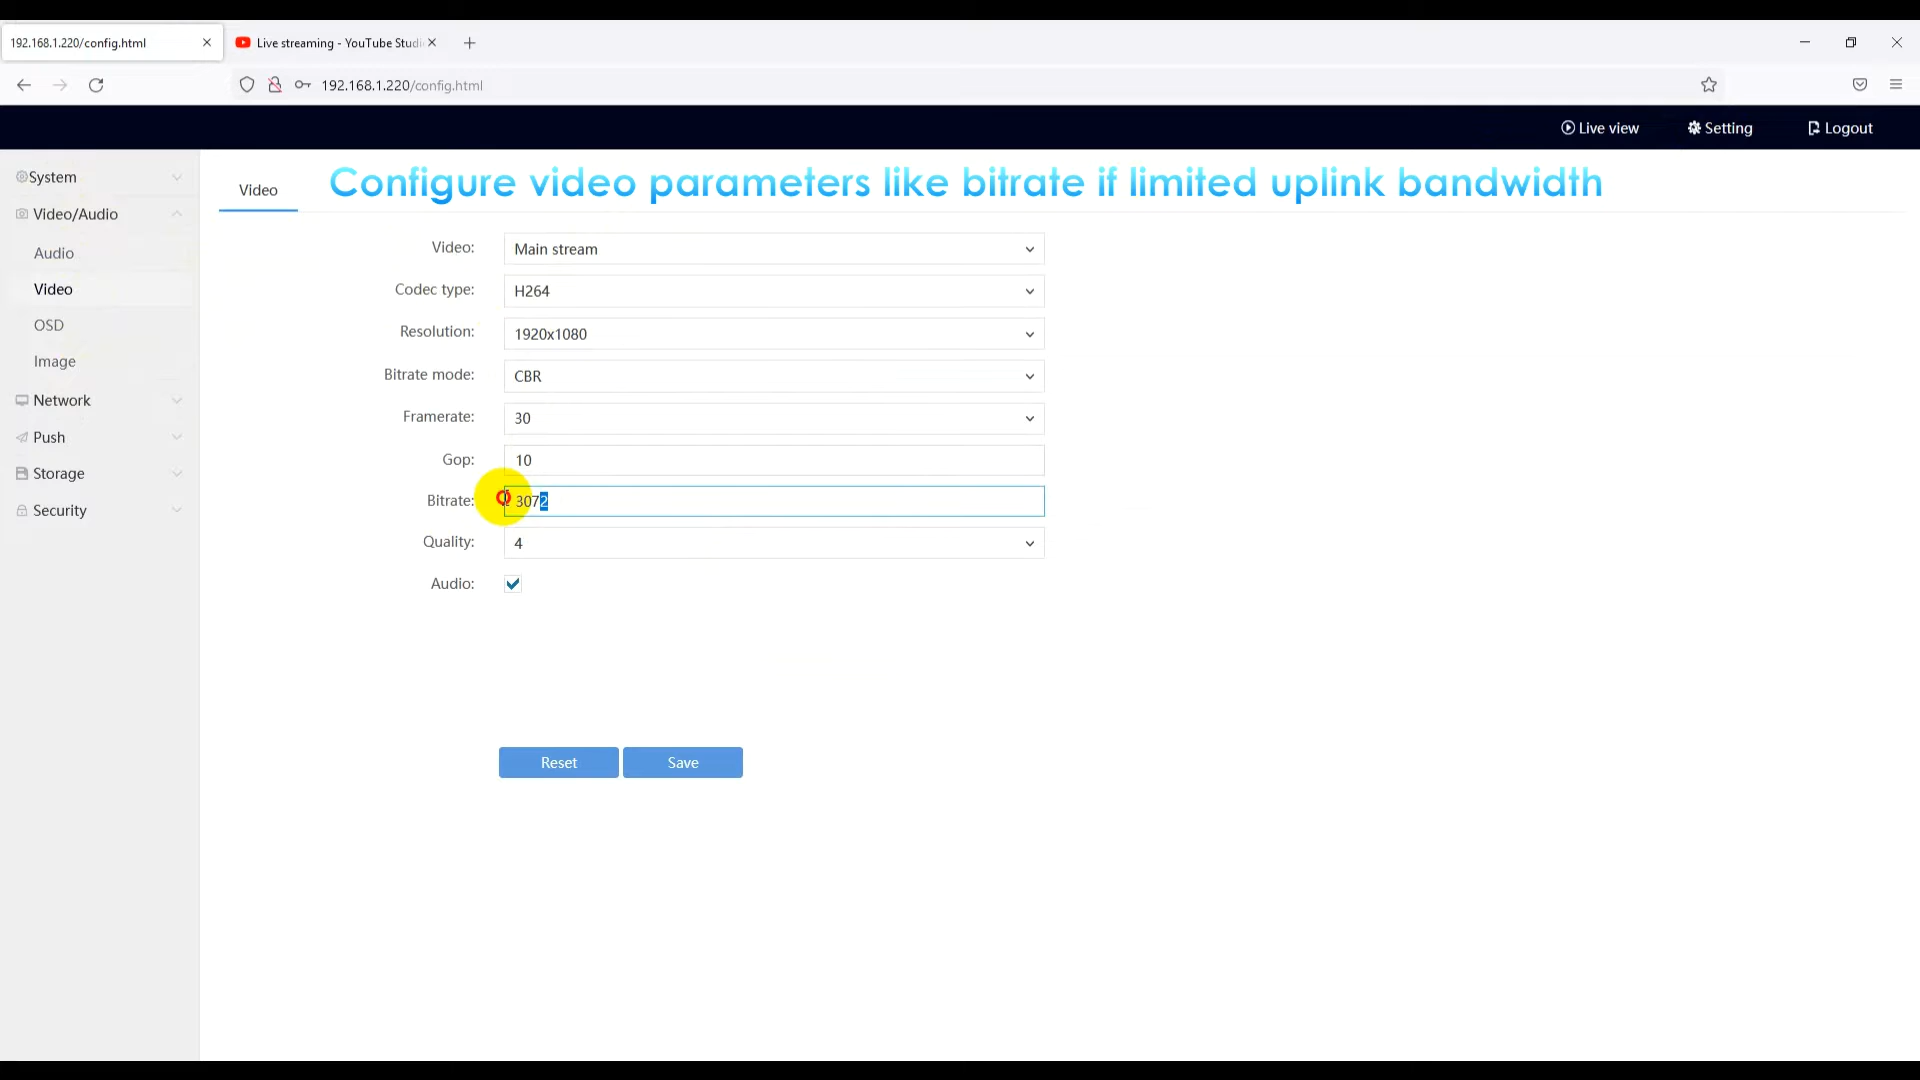 192.168.1.220/config.html
Live streaming - YouTube Studi
192.168.1.220/config.html
Live view
Setting
Logout
System
Video/Audio
Audio
Video
OSD
Image
Network
Push
Storage
Security
Video
Configure video parameters like bitrate if limited uplink bandwidth
Video: Main stream
Codec type: H264
Resolution: 1920x1080
Bitrate mode: CBR
Framerate: 30
Gop: 10
Bitrate: 3072
Quality: 4
Audio:
Reset
Save